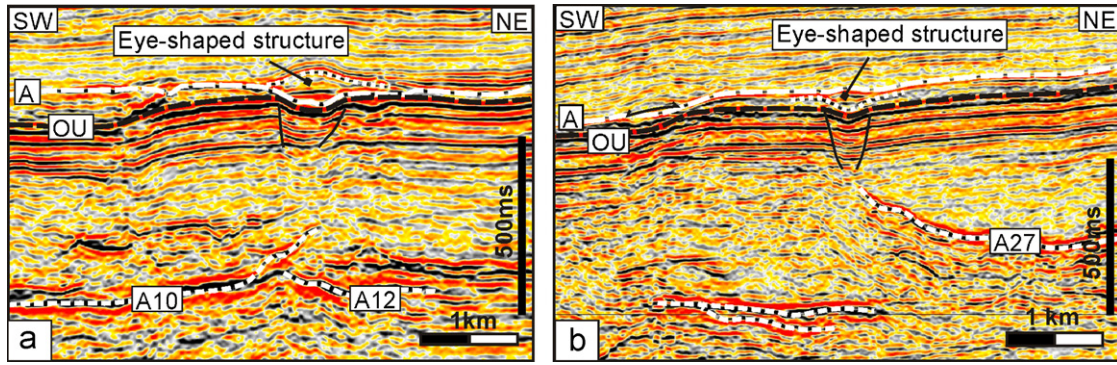 SW
NE
Eye-shaped structure
A
OU
500ms
A10
A12
1km
a
SW
NE
Eye-shaped structure
A
OU
500ms
A27
1 km
b